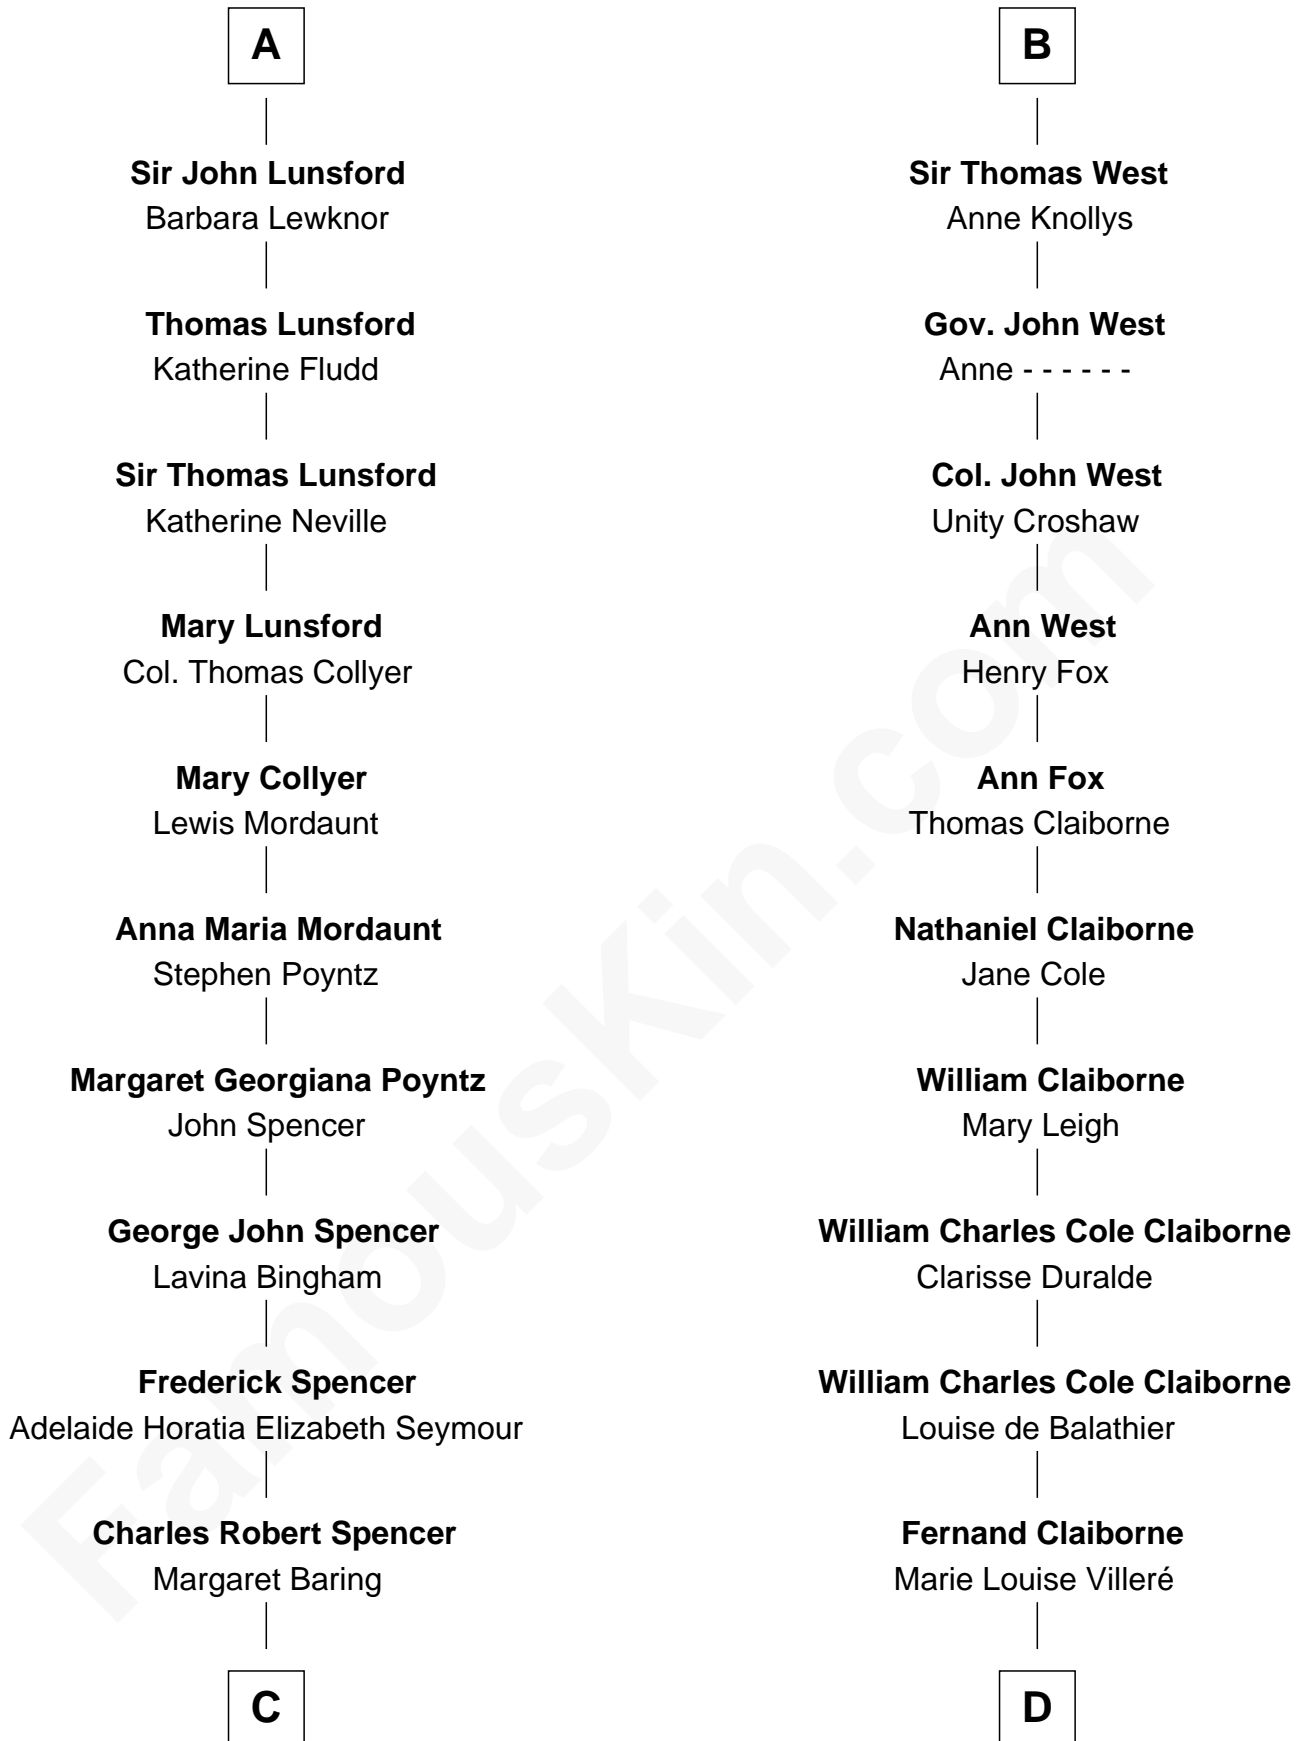 A
Sir John Lunsford
Barbara Lewknor
Thomas Lunsford
Katherine Fludd
Sir Thomas Lunsford
Katherine Neville
Mary Lunsford
Col. Thomas Collyer
Mary Collyer
Lewis Mordaunt
Anna Maria Mordaunt
Stephen Poyntz
Margaret Georgiana Poyntz
John Spencer
George John Spencer
Lavina Bingham
Frederick Spencer
Adelaide Horatia Elizabeth Seymour
Charles Robert Spencer
Margaret Baring
C
B
Sir Thomas West
Anne Knollys
Gov. John West
Anne - - - - - -
Col. John West
Unity Croshaw
Ann West
Henry Fox
Ann Fox
Thomas Claiborne
Nathaniel Claiborne
Jane Cole
William Claiborne
Mary Leigh
William Charles Cole Claiborne
Clarisse Duralde
William Charles Cole Claiborne
Louise de Balathier
Fernand Claiborne
Marie Louise Villeré
D
FamousKin.com